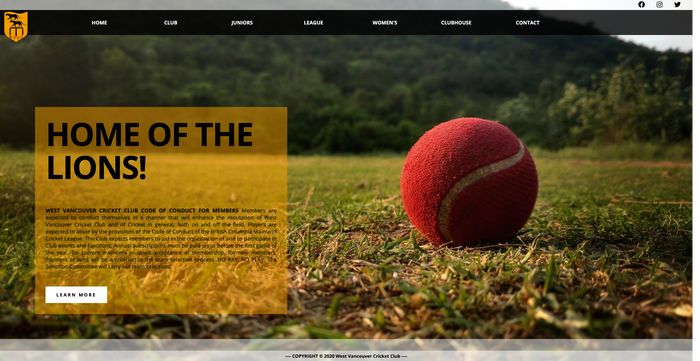 HOME CLUB JUNIORS LEAGUE WOMEN'S CLUBHOUSE CONTACT
HOME OF THE
LIONS!
WEST VANCOUVER CRICKET CLUB CODE OF CONDUCT FOR MEMBERS Members are
expected to conduct themselves in a manner that will enhance the reputation of West
Vancouver Cricket Club and of Cricket in general, both on and off the field. Players are
expected to abide by the provisions of the Code of Conduct of the British Columbia Mainland
Cricket League. The Club expects members to aid in the organisation of and to participate in
Club events and functions. Annual subscriptions must be paid on or before the first game of
the year, for current members or upon acceptance of membership, for new members.
Payment of dues will be a criterion in the team selection process. NO PAY, NO PLAY. The
Selection Committee will carry out team selections.
LEARN MORE
---- COPYRIGHT © 2020 West Vancouver Cricket Club ----